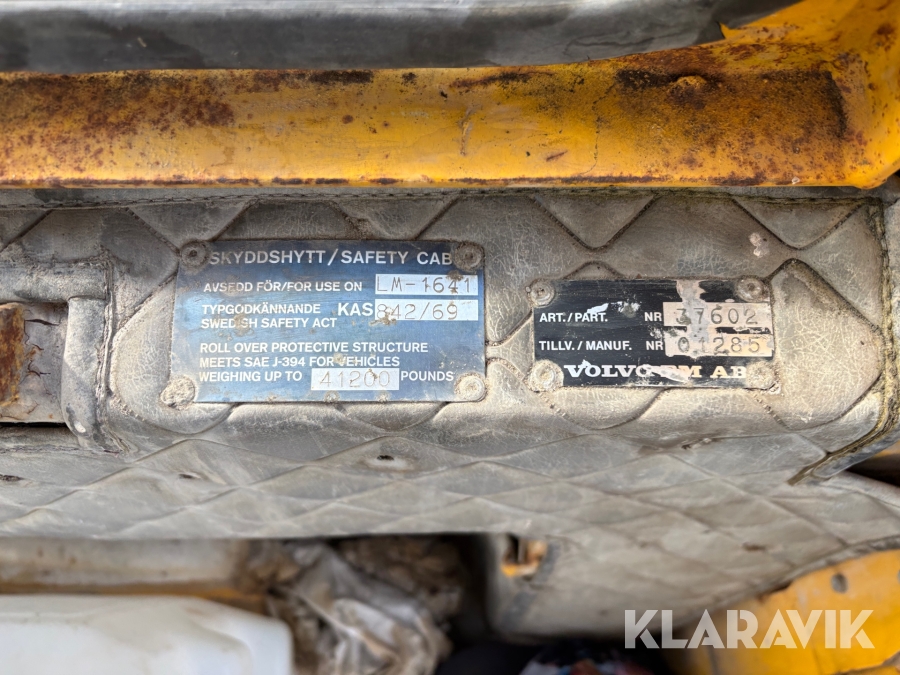 SKYDDSHYTT/SAFETY CAB
AVSEDD FÖR/FOR USE ON LM-1641
TYPGODKÄNNANDE KAS 842/69
SWEDISH SAFETY ACT
ROLL OVER PROTECTIVE STRUCTURE
MEETS SAE J-394 FOR VEHICLES
WEIGHING UP TO 41200 POUNDS
ART./PART. NR 37602
TILLV./MANUF. NR 01285
VOLVO BM AB
KLARAVIK